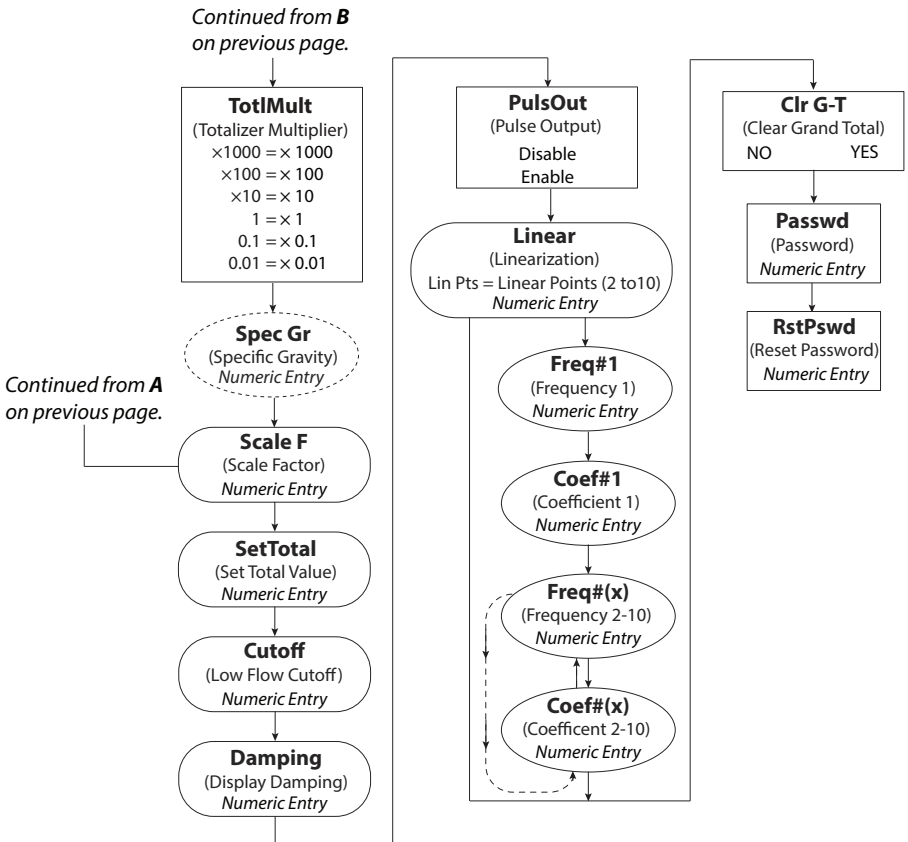 Continued from B
on previous page.
TotlMult
(Totalizer Multiplier)
×1000 = × 1000
×100 = × 100
×10 = × 10
1 = × 1
0.1 = × 0.1
0.01 = × 0.01
Spec Gr
(Specific Gravity)
Numeric Entry
Continued from A
on previous page.
Scale F
(Scale Factor)
Numeric Entry
SetTotal
(Set Total Value)
Numeric Entry
Cutoff
(Low Flow Cutoff)
Numeric Entry
Damping
(Display Damping)
Numeric Entry
PulsOut
(Pulse Output)
Disable
Enable
Linear
(Linearization)
Lin Pts = Linear Points (2 to10)
Numeric Entry
Freq#1
(Frequency 1)
Numeric Entry
Coef#1
(Coefficient 1)
Numeric Entry
Freq#(x)
(Frequency 2-10)
Numeric Entry
Coef#(x)
(Coefficent 2-10)
Numeric Entry
Clr G-T
(Clear Grand Total)
NO YES
Passwd
(Password)
Numeric Entry
RstPswd
(Reset Password)
Numeric Entry